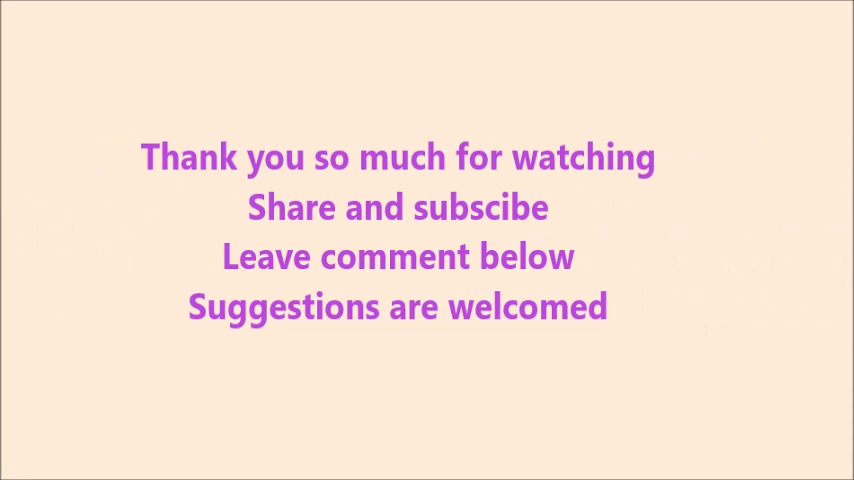 Thank you so much for watching
Share and subscibe
Leave comment below
Suggestions are welcomed